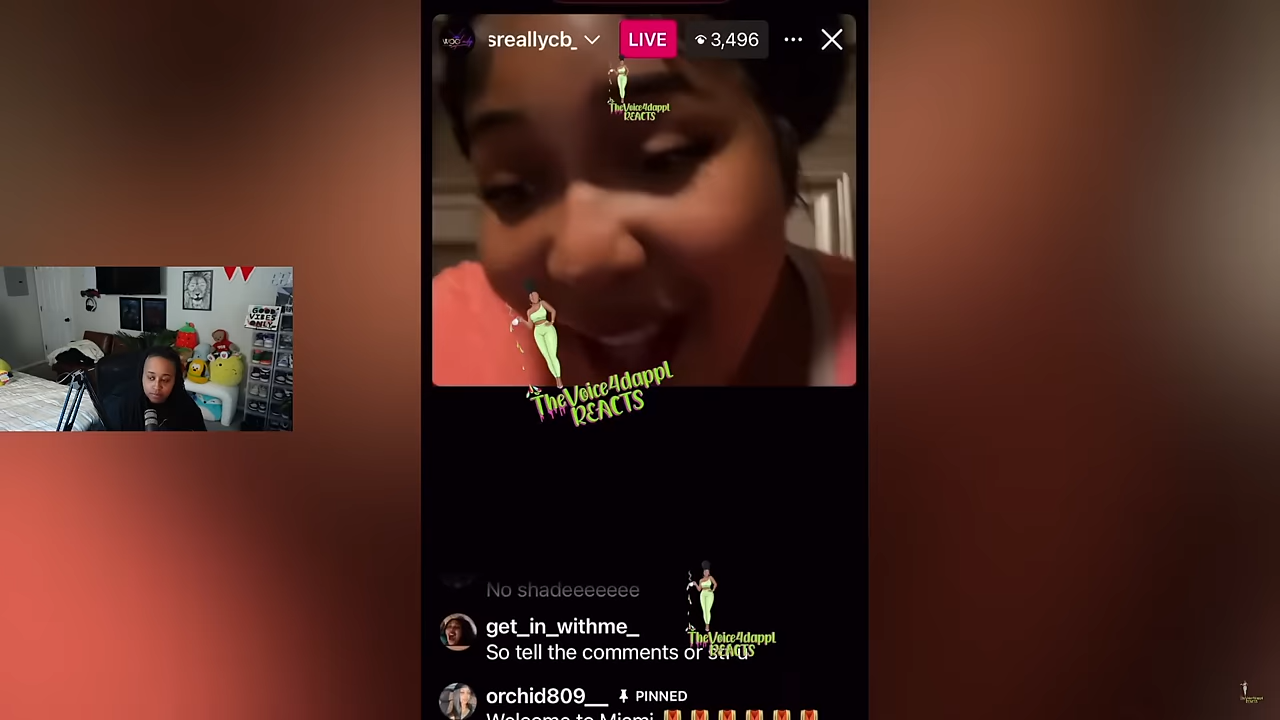 sreallycb_
LIVE
3,496
TheVoice4dappL
REACTS
GOOD
VIBES
ONLY
TheVoice4dappL
REACTS
No shadeeeeeee
get_in_withme_
So tell the comments or
TheVoice4dappL
REACTS
orchid809__ PINNED
Welcome to Miami